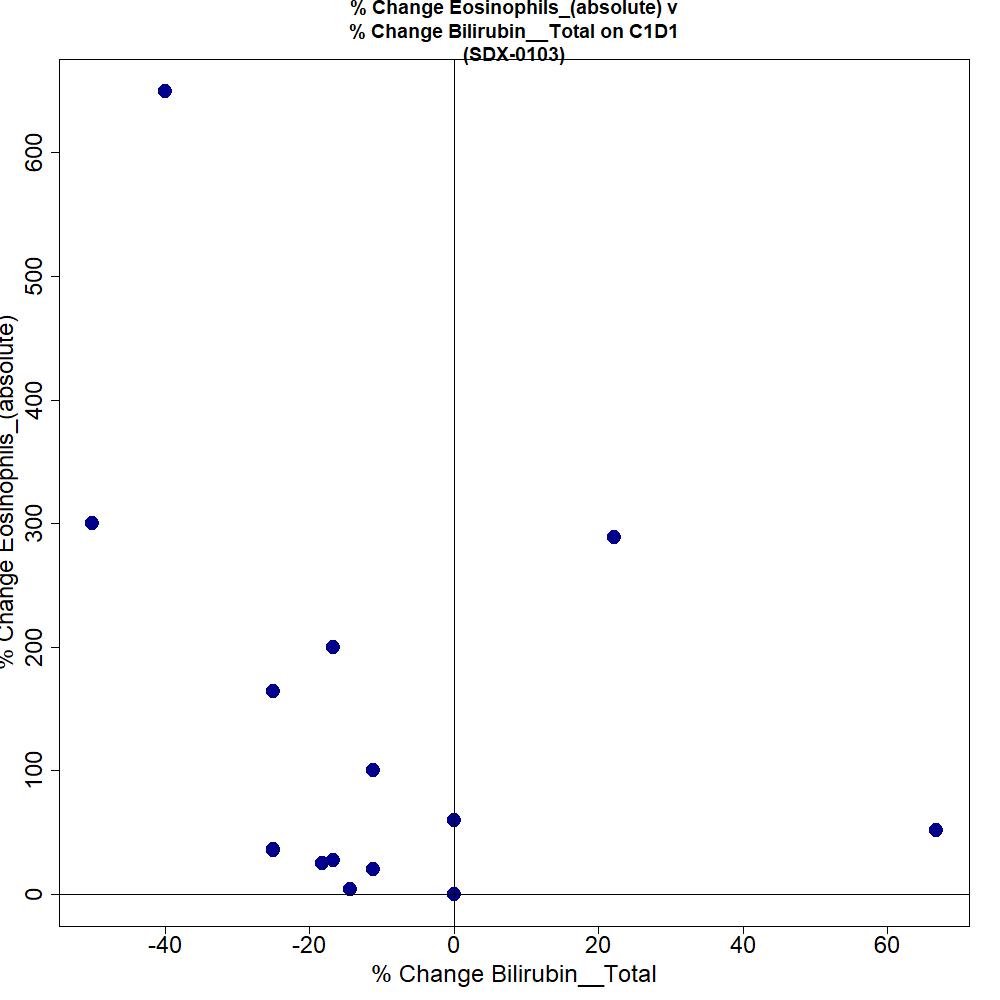 % Change Eosinophils_(absolute) v
% Change Bilirubin__Total on C1D1
(SDX-0103)
% Change Eosinophils_(absolute)
600
500
400
300
200
100
0
-40
-20
0
20
40
60
% Change Bilirubin__Total